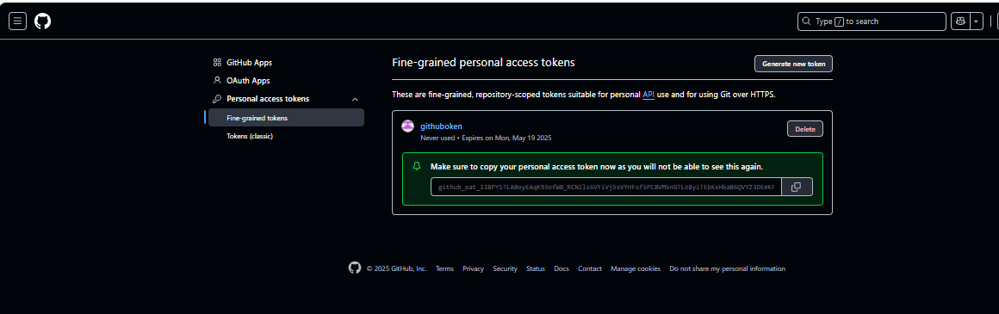 Type / to search
GitHub Apps
OAuth Apps
Personal access tokens
Fine-grained tokens
Tokens (classic)
Fine-grained personal access tokens
Generate new token
These are fine-grained, repository-scoped tokens suitable for personal API use and for using Git over HTTPS.
githuboken
Delete
Never used • Expires on Mon, May 19 2025
Make sure to copy your personal access token now as you will not be able to see this again.
© 2025 GitHub, Inc. Terms Privacy Security Status Docs Contact Manage cookies Do not share my personal information